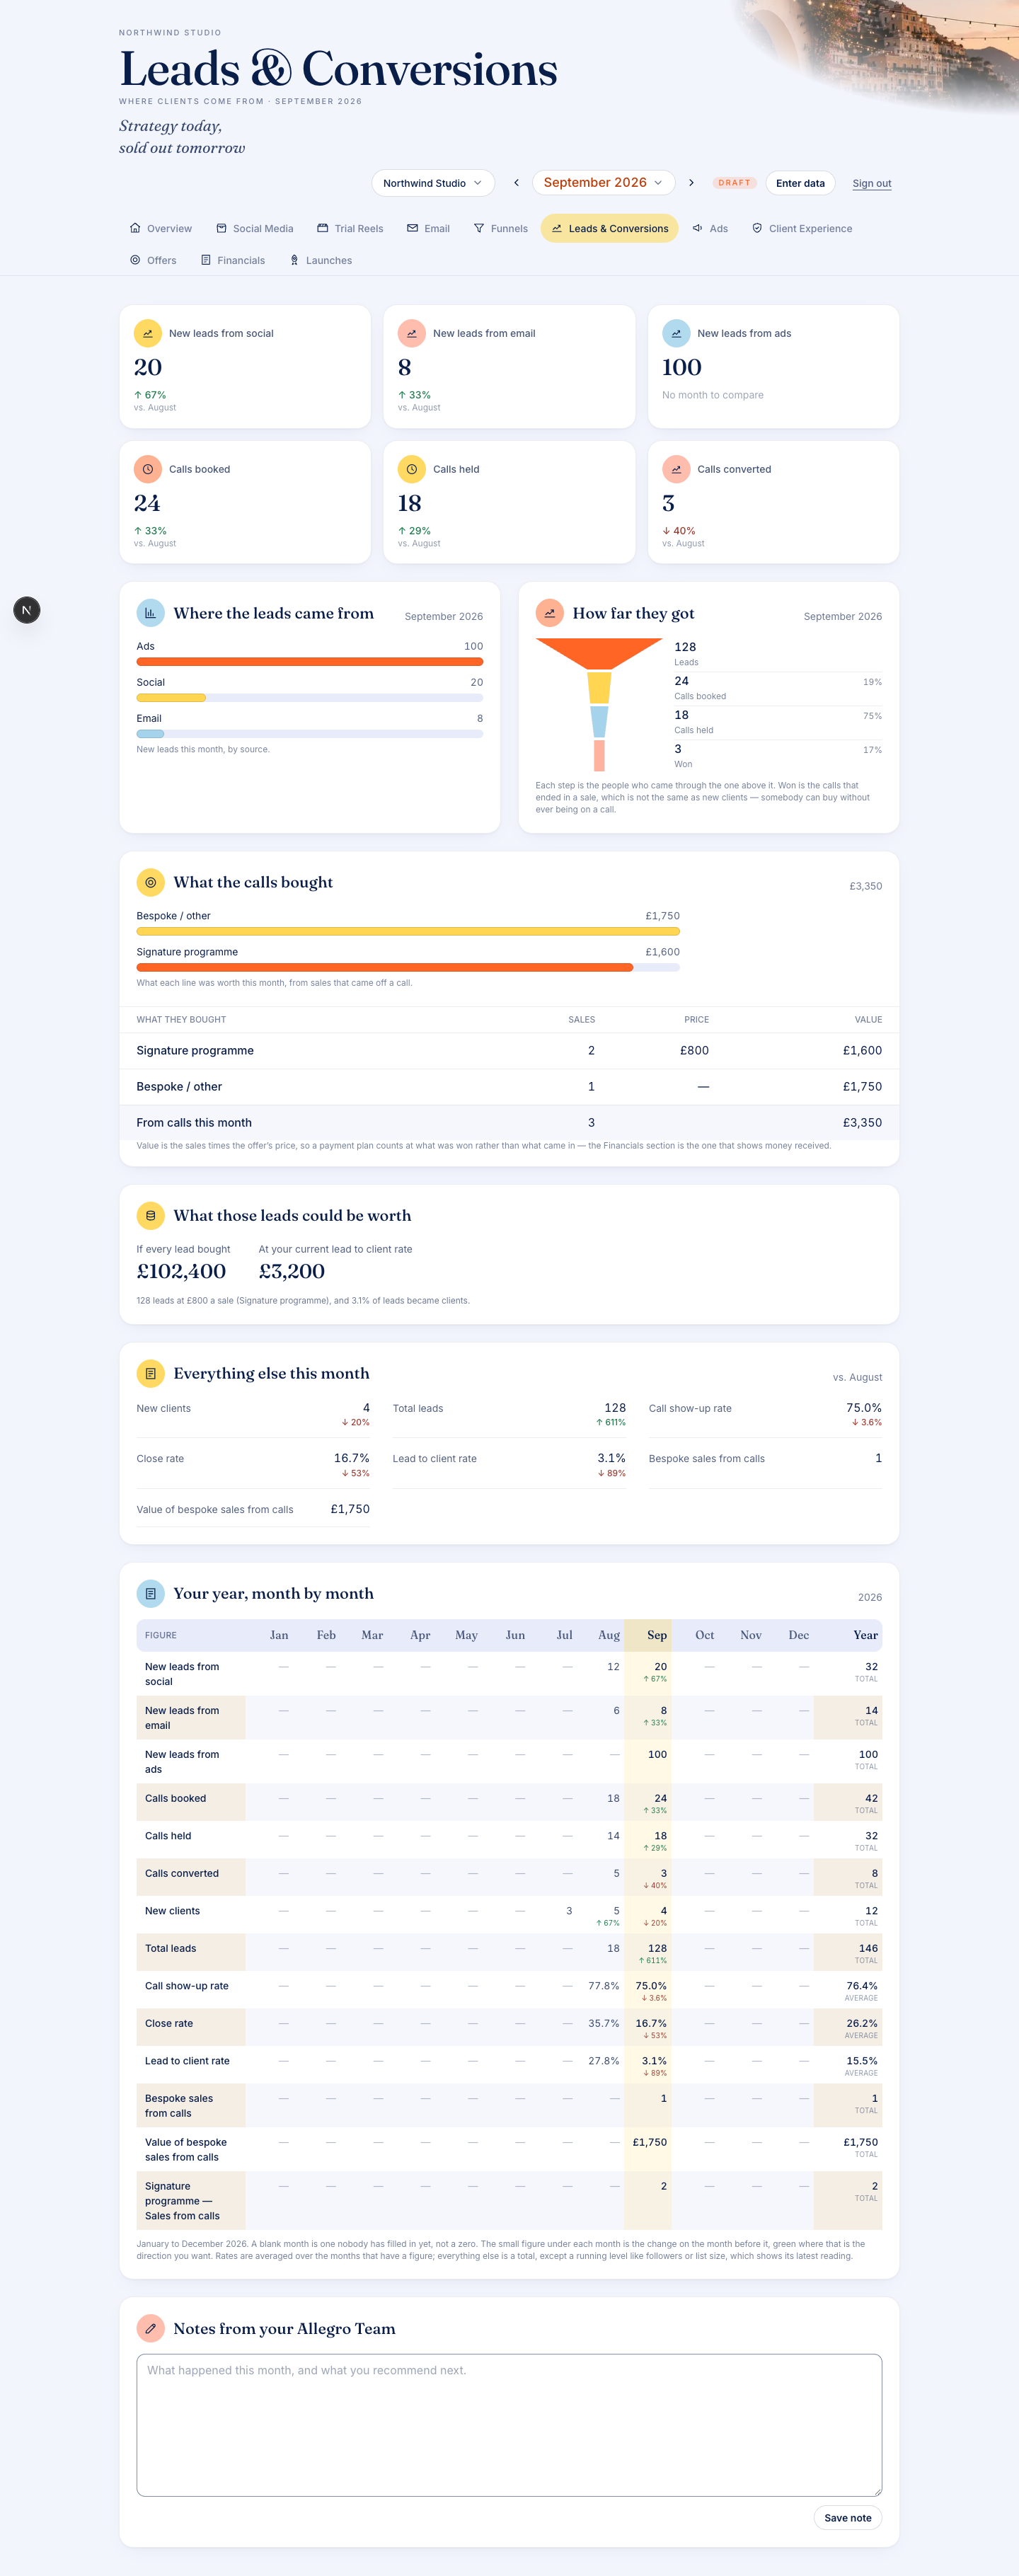 NORTHWIND STUDIO
Leads & Conversions
WHERE CLIENTS COME FROM · SEPTEMBER 2026
Strategy today,
sold out tomorrow
Northwind Studio
September 2026
DRAFT
Enter data
Sign out
Overview
Social Media
Trial Reels
Email
Funnels
Leads & Conversions
Ads
Client Experience
Offers
Financials
Launches
New leads from social
20
↑ 67%
vs. August
New leads from email
8
↑ 33%
vs. August
New leads from ads
100
No month to compare
Calls booked
24
↑ 33%
vs. August
Calls held
18
↑ 29%
vs. August
Calls converted
3
↓ 40%
vs. August
N
Where the leads came from
September 2026
Ads 100
Social 20
Email 8
New leads this month, by source.
How far they got
September 2026
128
Leads
24 19%
Calls booked
18 75%
Calls held
3 17%
Won
Each step is the people who came through the one above it. Won is the calls that
ended in a sale, which is not the same as new clients — somebody can buy without
ever being on a call.
What the calls bought
£3,350
Bespoke / other £1,750
Signature programme £1,600
What each line was worth this month, from sales that came off a call.
WHAT THEY BOUGHT SALES PRICE VALUE
Signature programme 2 £800 £1,600
Bespoke / other 1 — £1,750
From calls this month 3 £3,350
Value is the sales times the offer's price, so a payment plan counts at what was won rather than what came in — the Financials section is the one that shows money received.
What those leads could be worth
If every lead bought At your current lead to client rate
£102,400 £3,200
128 leads at £800 a sale (Signature programme), and 3.1% of leads became clients.
Everything else this month
vs. August
New clients 4
↓ 20%
Total leads 128
↑ 611%
Call show-up rate 75.0%
↓ 3.6%
Close rate 16.7%
↓ 53%
Lead to client rate 3.1%
↓ 89%
Bespoke sales from calls 1
Value of bespoke sales from calls £1,750
Your year, month by month
2026
FIGURE Jan Feb Mar Apr May Jun Jul Aug Sep Oct Nov Dec Year
New leads from — — — — — — — 12 20 — — — 32
social ↑ 67% TOTAL
New leads from — — — — — — — 6 8 — — — 14
email ↑ 33% TOTAL
New leads from — — — — — — — — 100 — — — 100
ads TOTAL
Calls booked — — — — — — — 18 24 — — — 42
↑ 33% TOTAL
Calls held — — — — — — — 14 18 — — — 32
↑ 29% TOTAL
Calls converted — — — — — — — 5 3 — — — 8
↓ 40% TOTAL
New clients — — — — — — 3 5 4 — — — 12
↑ 67% ↓ 20% TOTAL
Total leads — — — — — — — 18 128 — — — 146
↑ 611% TOTAL
Call show-up rate — — — — — — — 77.8% 75.0% — — — 76.4%
↓ 3.6% AVERAGE
Close rate — — — — — — — 35.7% 16.7% — — — 26.2%
↓ 53% AVERAGE
Lead to client rate — — — — — — — 27.8% 3.1% — — — 15.5%
↓ 89% AVERAGE
Bespoke sales — — — — — — — — 1 — — — 1
from calls TOTAL
Value of bespoke — — — — — — — — £1,750 — — — £1,750
sales from calls TOTAL
Signature — — — — — — — — 2 — — — 2
programme — TOTAL
Sales from calls
January to December 2026. A blank month is one nobody has filled in yet, not a zero. The small figure under each month is the change on the month before it, green where that is the
direction you want. Rates are averaged over the months that have a figure; everything else is a total, except a running level like followers or list size, which shows its latest reading.
Notes from your Allegro Team
What happened this month, and what you recommend next.
Save note